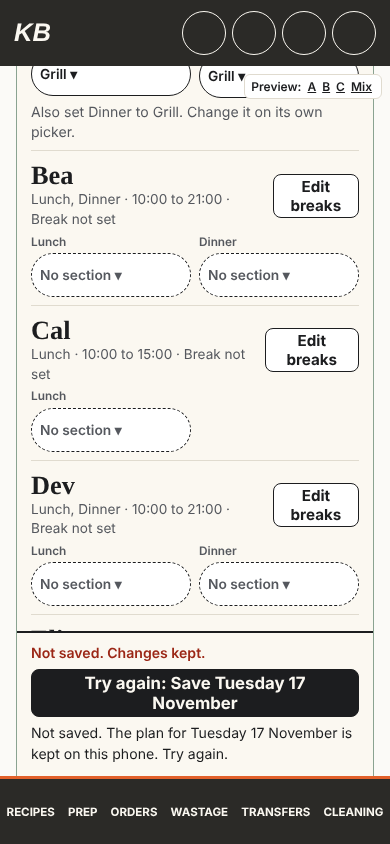 KB
Grill ▾
Grill ▾
Preview: A B C Mix
Also set Dinner to Grill. Change it on its own
picker.
Bea
Lunch, Dinner · 10:00 to 21:00 ·
Break not set
Edit
breaks
Lunch
Dinner
No section ▾
No section ▾
Cal
Lunch · 10:00 to 15:00 · Break not
set
Edit
breaks
Lunch
No section ▾
Dev
Lunch, Dinner · 10:00 to 21:00 ·
Break not set
Edit
breaks
Lunch
Dinner
No section ▾
No section ▾
Not saved. Changes kept.
Try again: Save Tuesday 17
November
Not saved. The plan for Tuesday 17 November is
kept on this phone. Try again.
RECIPES PREP ORDERS WASTAGE TRANSFERS CLEANING